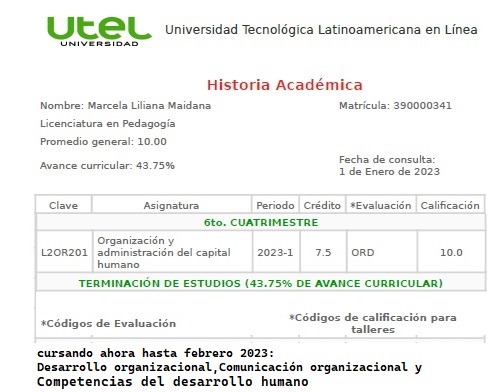 utel
UNIVERSIDAD
Universidad Tecnológica Latinoamericana en Línea
Historia Académica
Nombre: Marcela Liliana Maidana
Matrícula: 390000341
Licenciatura en Pedagogía
Promedio general: 10.00
Avance curricular: 43.75%
Fecha de consulta:
1 de Enero de 2023
Clave Asignatura Periodo Crédito *Evaluación Calificación
6to. CUATRIMESTRE
L2OR201 Organización y administración del capital humano 2023-1 7.5 ORD 10.0
TERMINACIÓN DE ESTUDIOS (43.75% DE AVANCE CURRICULAR)
*Códigos de Evaluación
*Códigos de calificación para
talleres
cursando ahora hasta febrero 2023:
Desarrollo organizacional,Comunicación organizacional y
Competencias del desarrollo humano